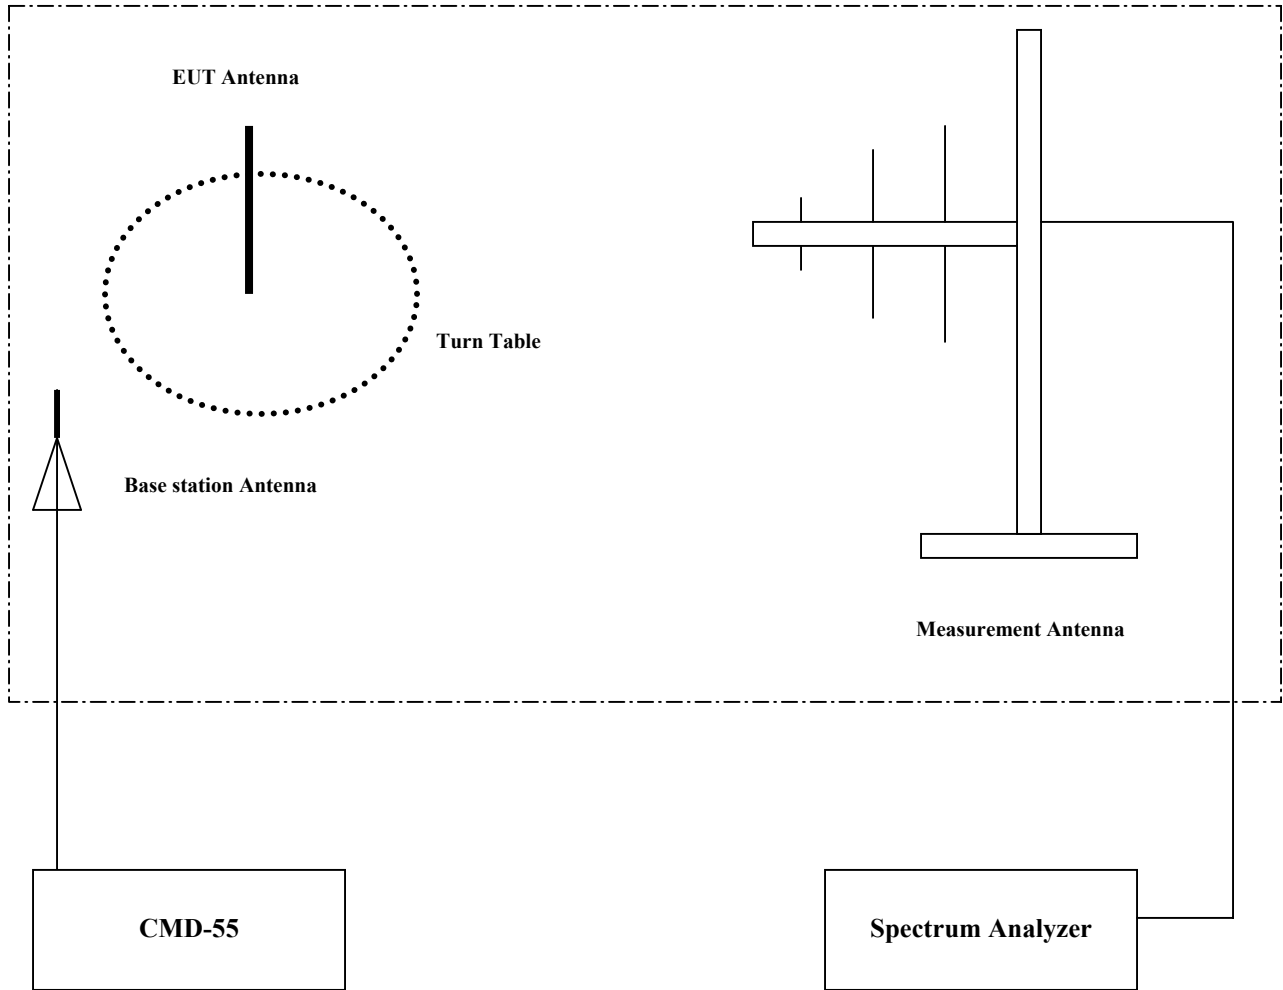 EUT Antenna
Turn Table
Base station Antenna
Measurement Antenna
CMD-55
Spectrum Analyzer